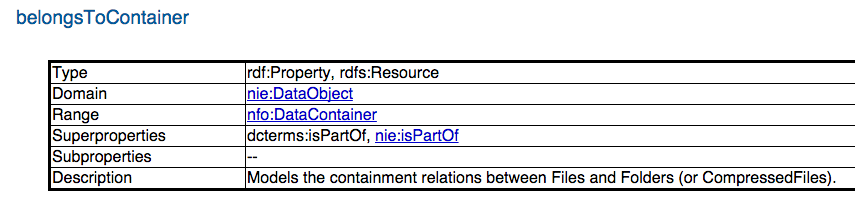 belongsToContainer
Type rdf:Property, rdfs:Resource
Domain nie:DataObject
Range nfo:DataContainer
Superproperties dcterms:isPartOf, nie:isPartOf
Subproperties --
Description Models the containment relations between Files and Folders (or CompressedFiles).